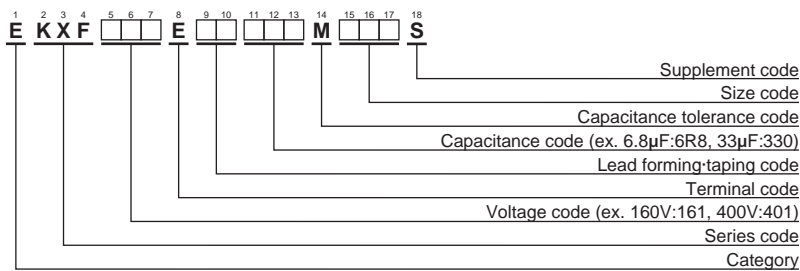 1 2 3 4 5 6 7 8 9 10 11 12 13 14 15 16 17 18
E KXF E M S
Supplement code
Size code
Capacitance tolerance code
Capacitance code (ex. 6.8µF:6R8, 33µF:330)
Lead forming·taping code
Terminal code
Voltage code (ex. 160V:161, 400V:401)
Series code
Category